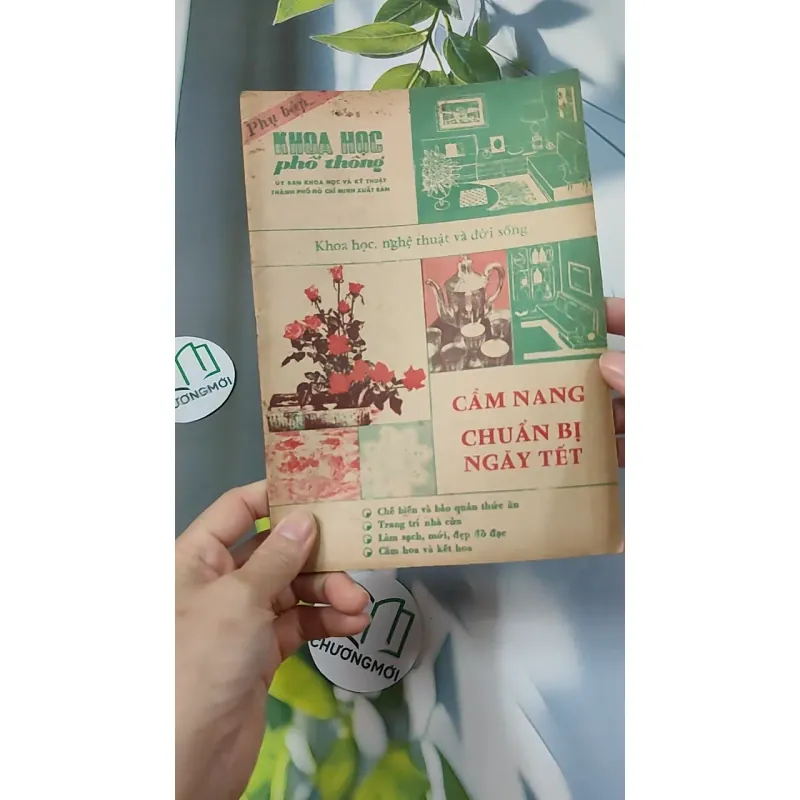 Phụ bản
KHOA HỌC
phổ thông
ỦY BAN KHOA HỌC VÀ KỸ THUẬT
THÀNH PHỐ HỒ CHÍ MINH XUẤT BẢN
Khoa học, nghệ thuật và đời sống
CẨM NANG
CHUẨN BỊ
NGÀY TẾT
Chế biến và bảo quản thức ăn
Trang trí nhà cửa
Làm sạch, mới, đẹp đồ đạc
Cắm hoa và kết hoa
CHƯƠNGMỚI
CHƯƠNGMỚI